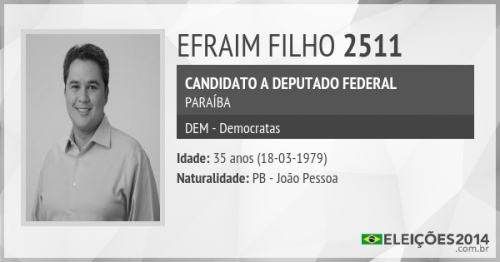 EFRAIM FILHO 2511
CANDIDATO A DEPUTADO FEDERAL
PARAÍBA
DEM - Democratas
Idade: 35 anos (18-03-1979)
Naturalidade: PB - João Pessoa
ELEIÇÕES2014
.com.br